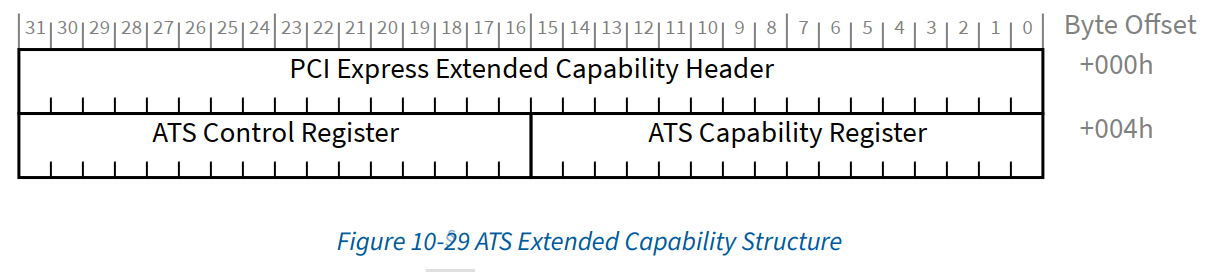 31 30 29 28 27 26 25 24 23 22 21 20 19 18 17 16 15 14 13 12 11 10 9 8 7 6 5 4 3 2 1 0 Byte Offset
PCI Express Extended Capability Header +000h
ATS Control Register ATS Capability Register +004h
Figure 10-29 ATS Extended Capability Structure